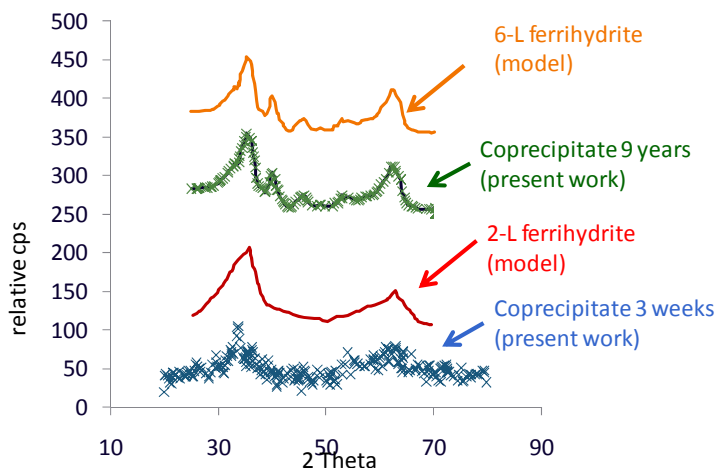 500
450
400
350
300
250
200
150
100
50
0
relative cps
10
30
50
70
90
2 Theta
6-L ferrihydrite
(model)
Coprecipitate 9 years
(present work)
2-L ferrihydrite
(model)
Coprecipitate 3 weeks
(present work)